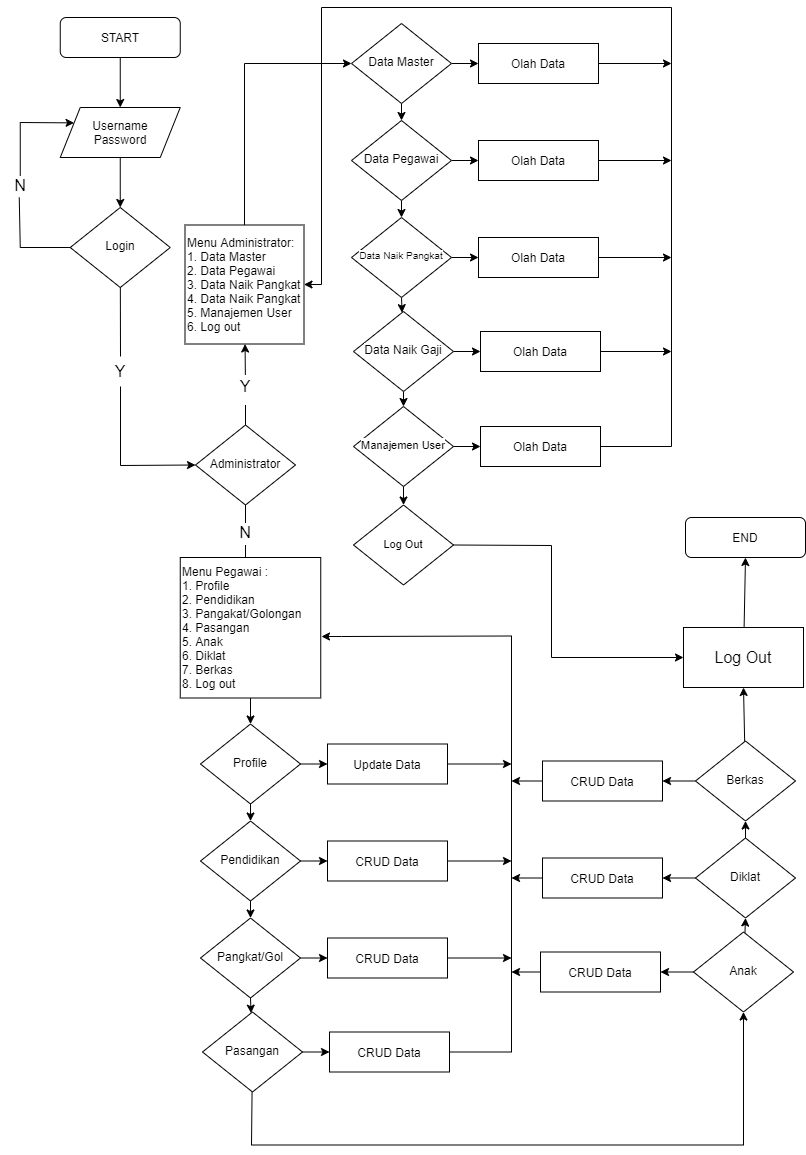 START
Username
Password
N
Login
Y
Menu Administrator:
1. Data Master
2. Data Pegawai
3. Data Naik Pangkat
4. Data Naik Pangkat
5. Manajemen User
6. Log out
Y
Administrator
N
Data Master
Olah Data
Data Pegawai
Olah Data
Data Naik Pangkat
Olah Data
Data Naik Gaji
Olah Data
Manajemen User
Olah Data
Log Out
END
Log Out
Menu Pegawai :
1. Profile
2. Pendidikan
3. Pangakat/Golongan
4. Pasangan
5. Anak
6. Diklat
7. Berkas
8. Log out
Profile
Update Data
Pendidikan
CRUD Data
Pangkat/Gol
CRUD Data
Pasangan
CRUD Data
CRUD Data
Berkas
CRUD Data
Diklat
CRUD Data
Anak